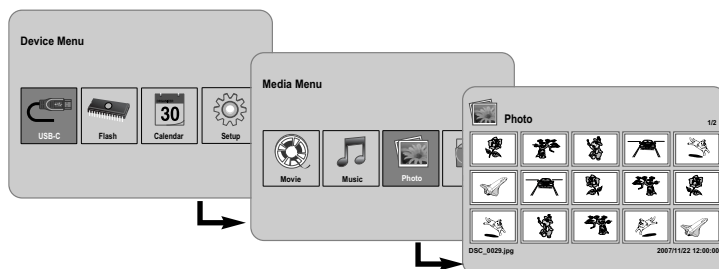 Device Menu
USB-C
Flash
30
Calendar
Setup
Media Menu
Movie
Music
Photo
Photo
1/2
DSC_0029.jpg
2007/11/22 12:00:00